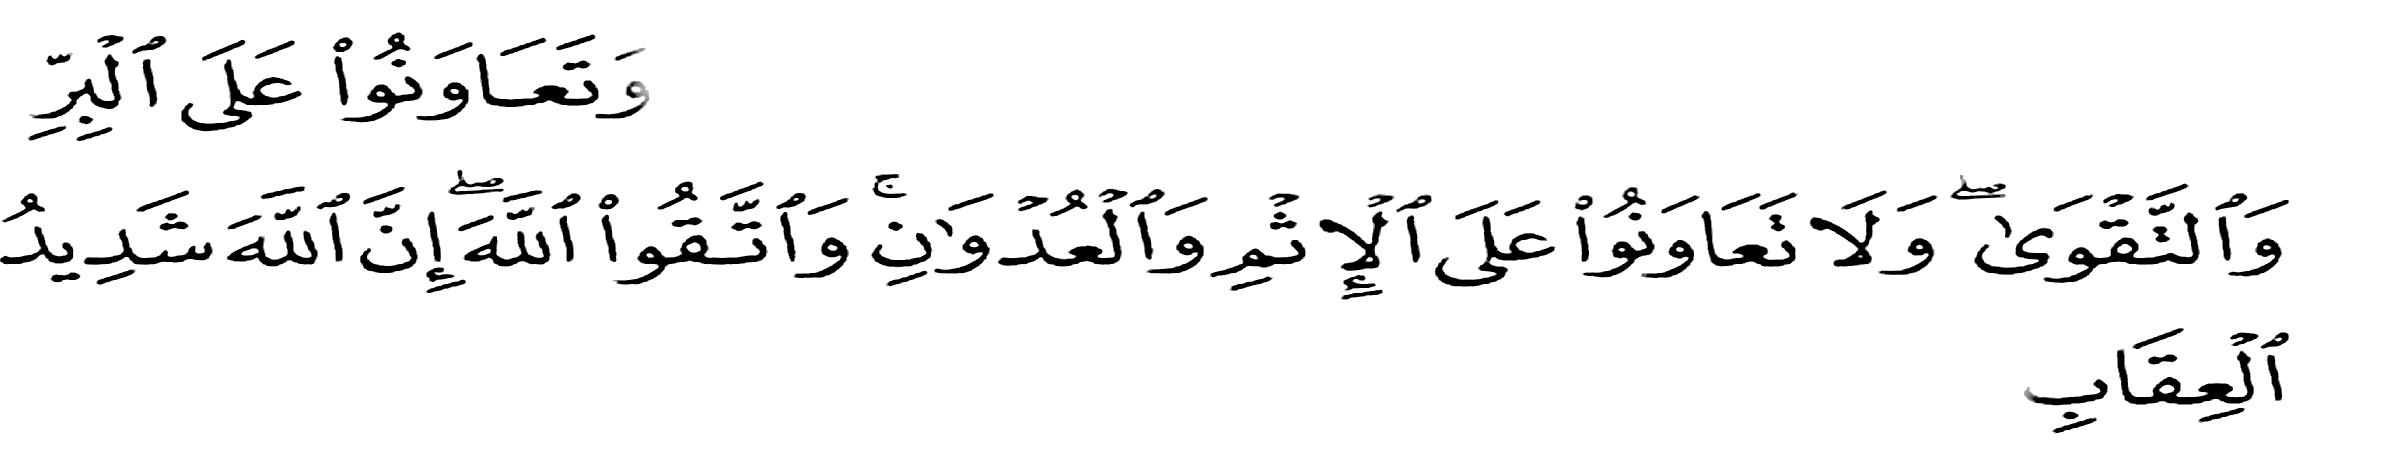 وَتَعَاوَنُوا۟ عَلَى ٱلْبِرِّ
وَٱلتَّقْوَىٰ ۖ وَلَا تَعَاوَنُوا۟ عَلَى ٱلْإِثْمِ وَٱلْعُدْوَٰنِ ۚ وَٱتَّقُوا۟ ٱللَّهَ ۖ إِنَّ ٱللَّهَ شَدِيدُ
ٱلْعِقَابِ